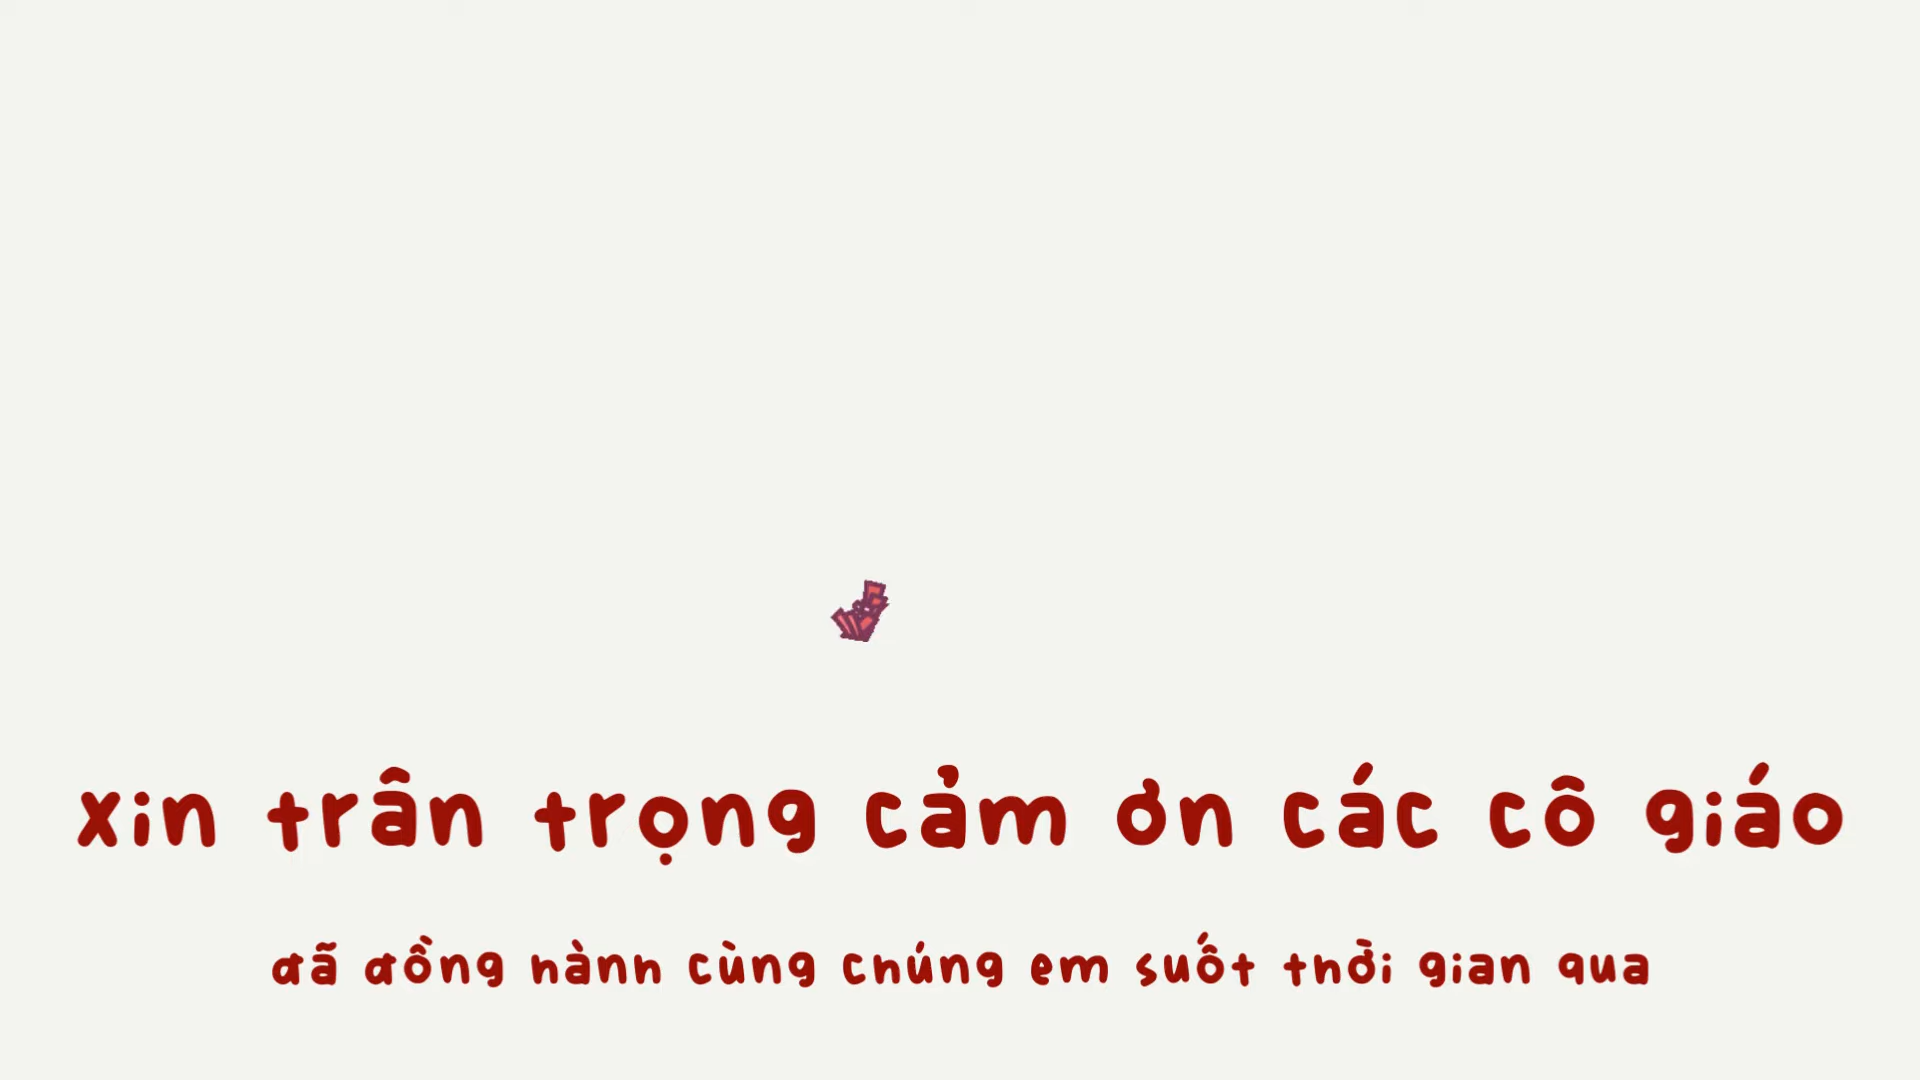 xin trân trọng cảm ơn các cô giáo
đã đồng hành cùng chúng em suốt thời gian qua